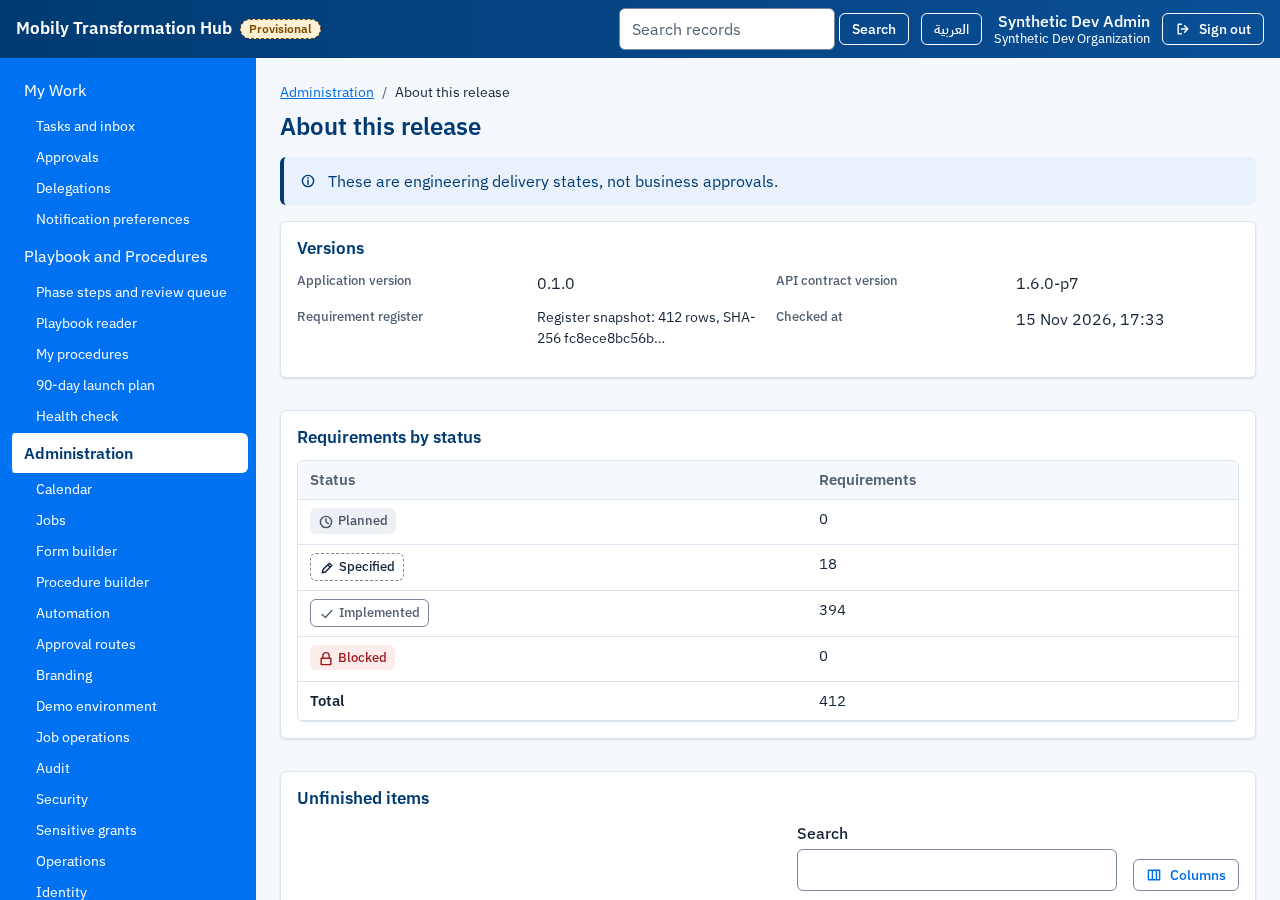 Mobily Transformation Hub
Provisional
Search records
Search
العربية
Synthetic Dev Admin
Synthetic Dev Organization
Sign out
My Work
Tasks and inbox
Approvals
Delegations
Notification preferences
Playbook and Procedures
Phase steps and review queue
Playbook reader
My procedures
90-day launch plan
Health check
Administration
Calendar
Jobs
Form builder
Procedure builder
Automation
Approval routes
Branding
Demo environment
Job operations
Audit
Security
Sensitive grants
Operations
Identity
Administration / About this release
About this release
These are engineering delivery states, not business approvals.
Versions
Application version
0.1.0
API contract version
1.6.0-p7
Requirement register
Register snapshot: 412 rows, SHA-
256 fc8ece8bc56b…
Checked at
15 Nov 2026, 17:33
Requirements by status
Status Requirements
Planned 0
Specified 18
Implemented 394
Blocked 0
Total 412
Unfinished items
Search
Columns